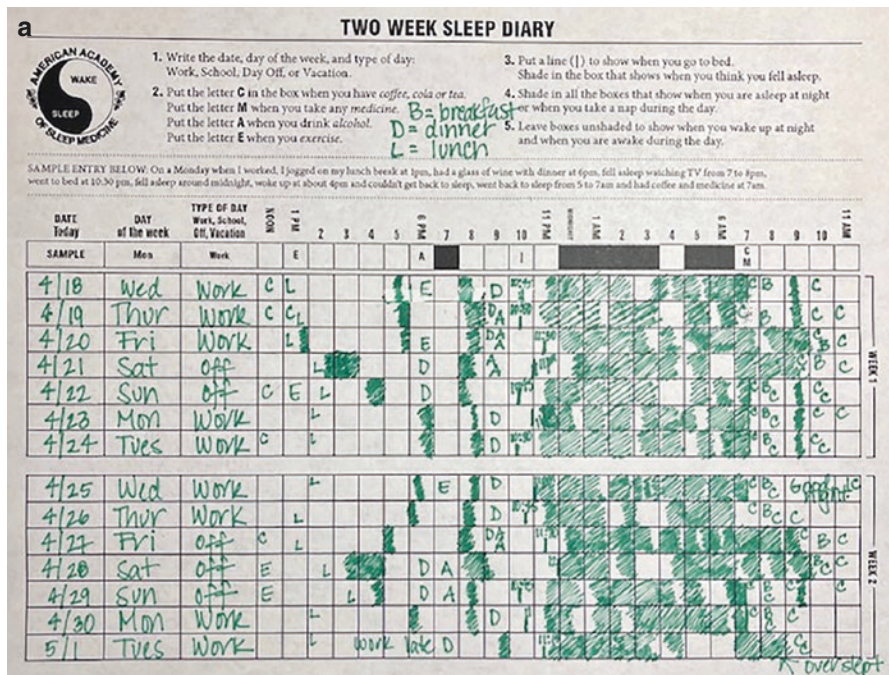 a
TWO WEEK SLEEP DIARY
AMERICAN ACADEMY OF SLEEP MEDICINE
WAKE
SLEEP
1. Write the date, day of the week, and type of day:
Work, School, Day Off, or Vacation.
2. Put the letter C in the box when you have coffee, cola or tea.
Put the letter M when you take any medicine.
Put the letter A when you drink alcohol.
Put the letter E when you exercise.
B = breakfast
D = dinner
L = lunch
3. Put a line (|) to show when you go to bed.
Shade in the box that shows when you think you fell asleep.
4. Shade in all the boxes that show when you are asleep at night
or when you take a nap during the day.
5. Leave boxes unshaded to show when you wake up at night
and when you are awake during the day.
SAMPLE ENTRY BELOW: On a Monday when I worked, I jogged on my lunch break at 1pm, had a glass of wine with dinner at 6pm, fell asleep watching TV from 7 to 8pm,
went to bed at 10:30 pm, fell asleep around midnight, woke up at about 4pm and couldn't get back to sleep, went back to sleep from 5 to 7am and had coffee and medicine at 7am.
DATE Today DAY of the week TYPE OF DAY Work, School, Off, Vacation NOON 1 PM 2 3 4 5 6 PM 7 8 9 10 11 PM MIDNIGHT 1 AM 2 3 4 5 6 AM 7 8 9 10 11 AM
SAMPLE Mon Work E A | C M
4/18 Wed Work C L E D C B C
4/19 Thur Work C C L D A C B C C
4/20 Fri Work L E D A C B C
4/21 Sat Off L D A A C B C
4/22 Sun Off C E L D C B C C C
4/23 Mon Work L D C B C C C
4/24 Tues Work C L D C B C C C
WEEK 1
4/25 Wed Work L E D C B C Good night! C
4/26 Thur Work L D C B C C
4/27 Fri Off C L D A C B C
4/28 Sat Off E L D A B C C
4/29 Sun Off E L D A C B C C
4/30 Mon Work L D C B C C
5/1 Tues Work L work late D C C
WEEK 2
overslept